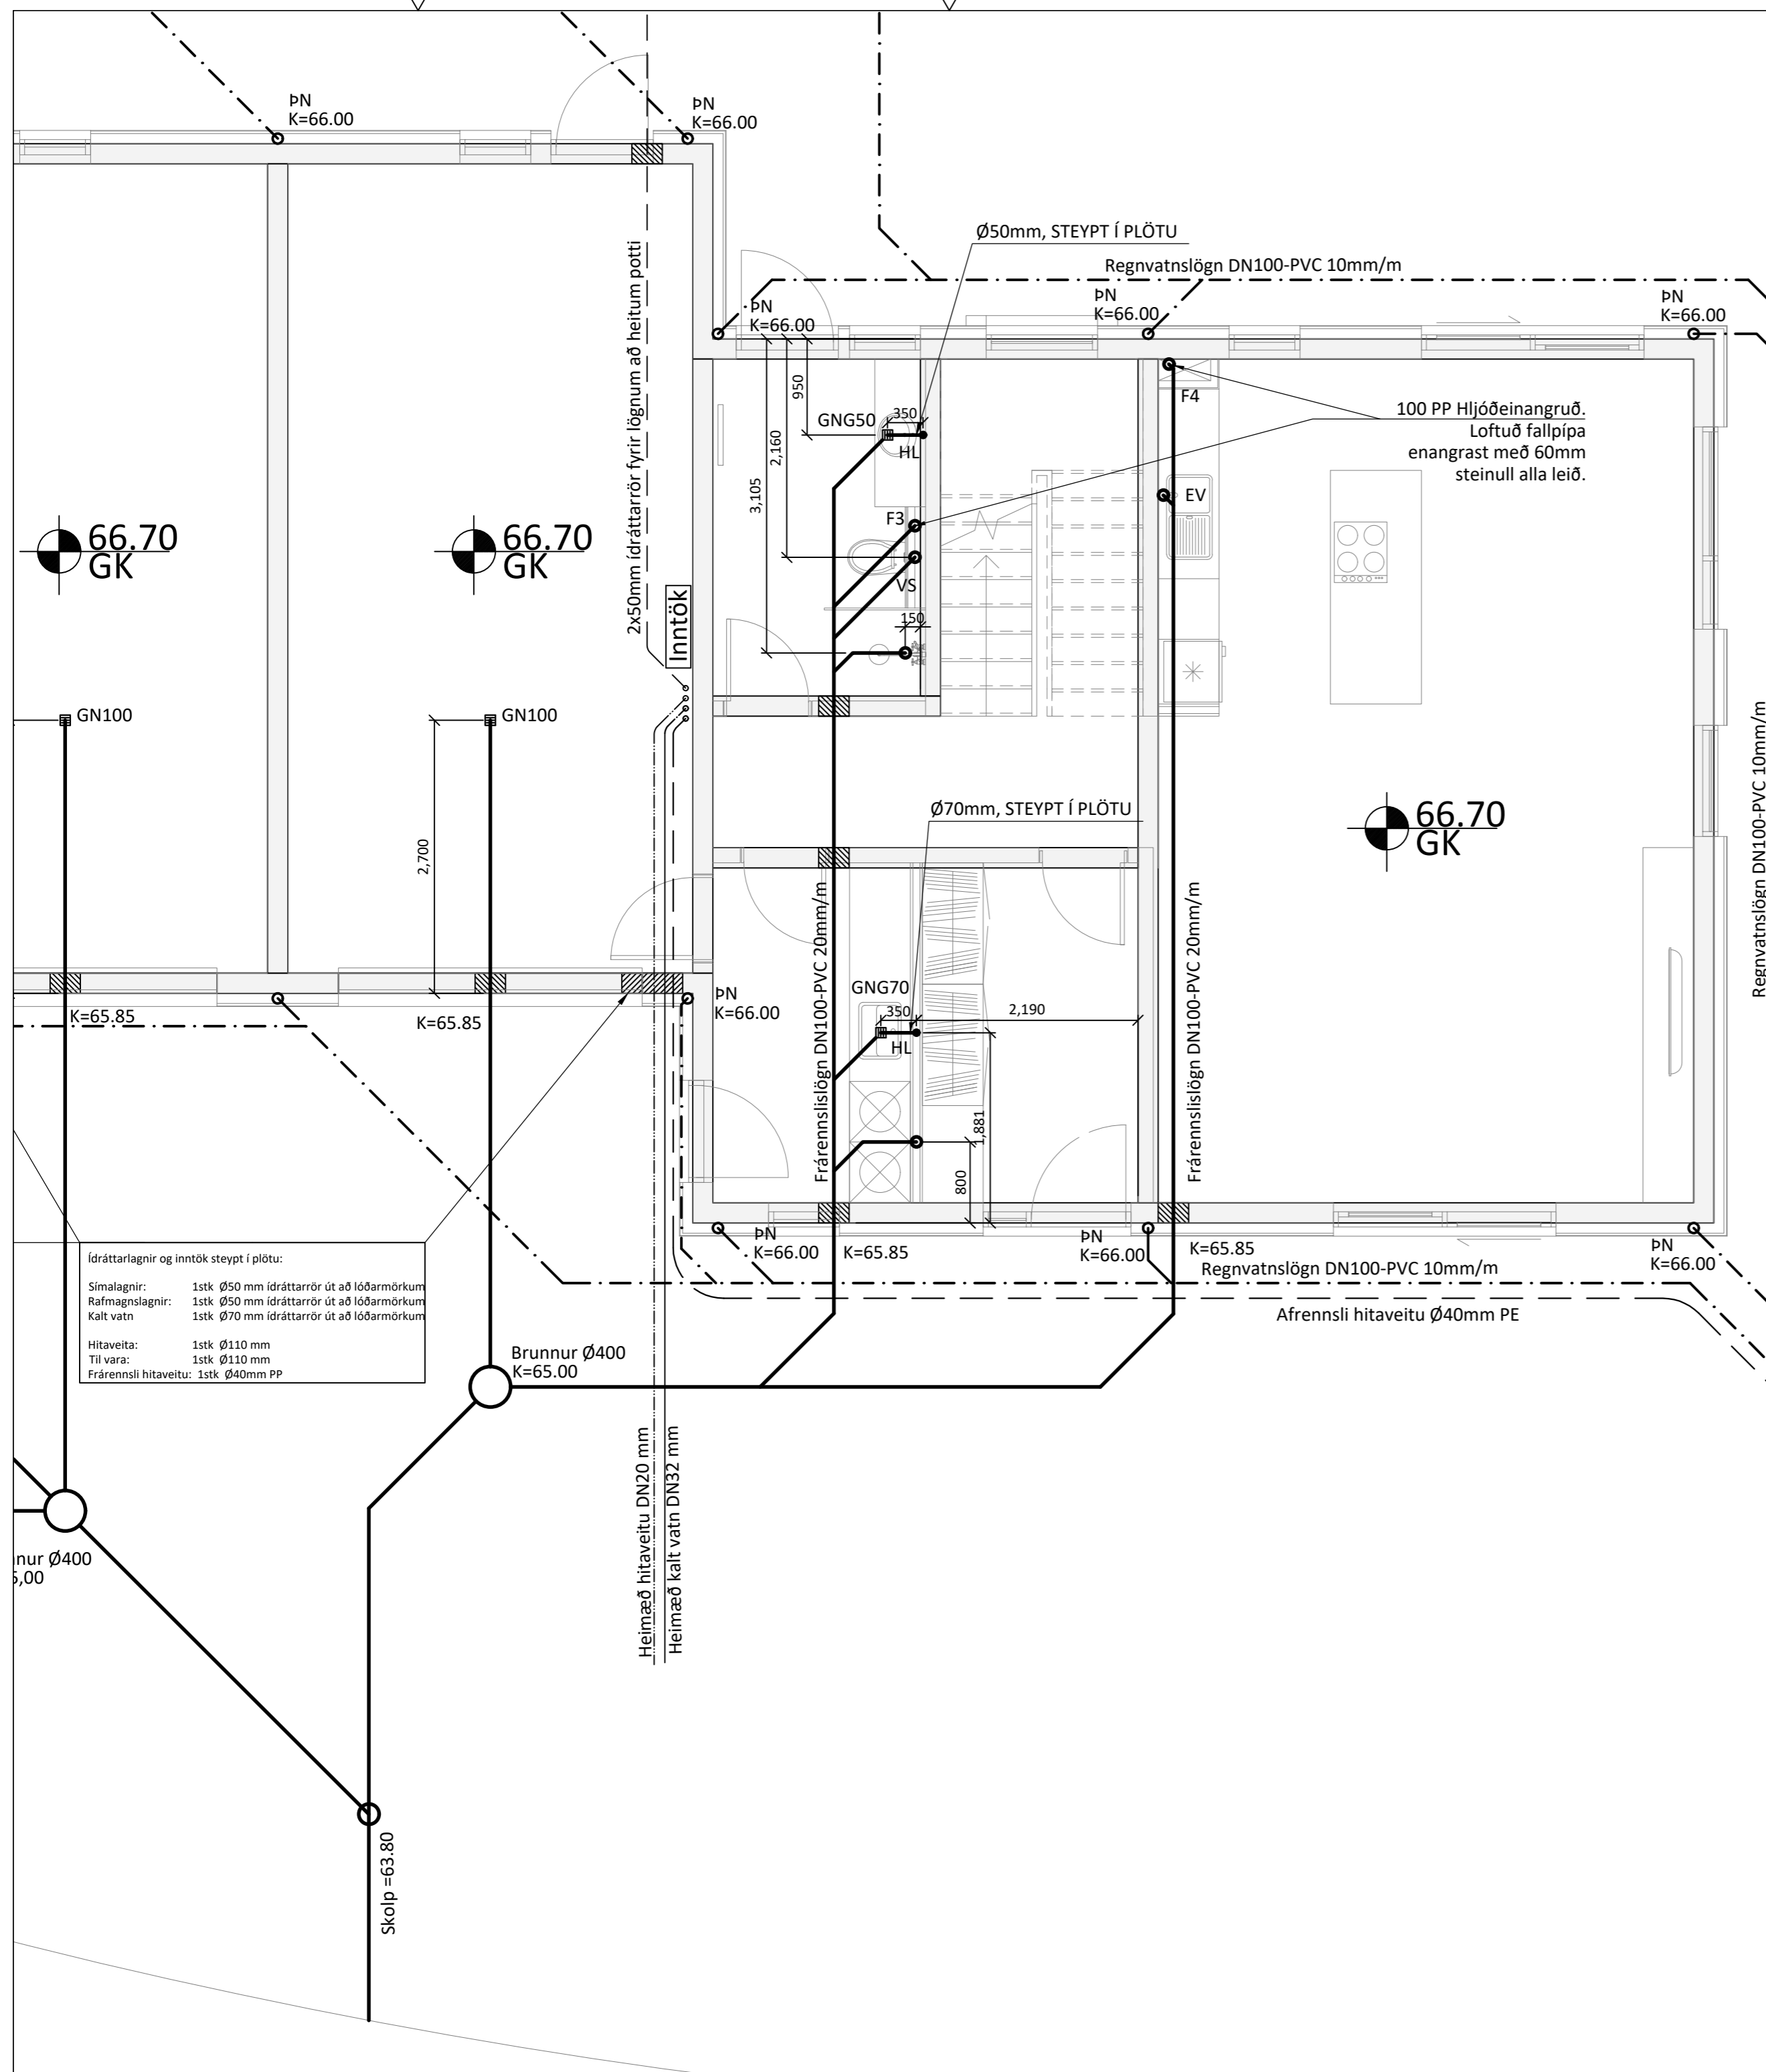 ÞN
K=66.00
ÞN
K=66.00
Ø50mm, STEYPT Í PLÖTU
Regnvatnslögn DN100-PVC 10mm/m
ÞN
K=66.00
ÞN
K=66.00
ÞN
K=66.00
2x50mm ídráttarrör fyrir lögnum að heitum potti
950
2,160
3,105
GNG50
350
HL
F4
100 PP Hljóðeinangruð.
Loftuð fallpípa
enangrast með 60mm
steinull alla leið.
EV
F3
VS
150
66.70
GK
66.70
GK
Inntök
GN100
GN100
2,700
Ø70mm, STEYPT Í PLÖTU
66.70
GK
Regnvatnslögn DN100-PVC 10mm/m
Frárennslislögn DN100-PVC 20mm/m
Frárennslislögn DN100-PVC 20mm/m
GNG70
350
2,190
HL
1,881
800
K=65.85
K=65.85
ÞN
K=66.00
ÞN
K=66.00
K=65.85
ÞN
K=66.00
K=65.85
ÞN
K=66.00
Regnvatnslögn DN100-PVC 10mm/m
Afrennsli hitaveitu Ø40mm PE
Ídráttarlagnir og inntök steypt í plötu:
Símalagnir: 1stk Ø50 mm ídráttarrör út að lóðarmörkum
Rafmagnslagnir: 1stk Ø50 mm ídráttarrör út að lóðarmörkum
Kalt vatn 1stk Ø70 mm ídráttarrör út að lóðarmörkum
Hitaveita: 1stk Ø110 mm
Til vara: 1stk Ø110 mm
Frárennsli hitaveitu: 1stk Ø40mm PP
Brunnur Ø400
K=65.00
Heimæð hitaveitu DN20 mm
Heimæð kalt vatn DN32 mm
nur Ø400
5,00
Skolp =63.80